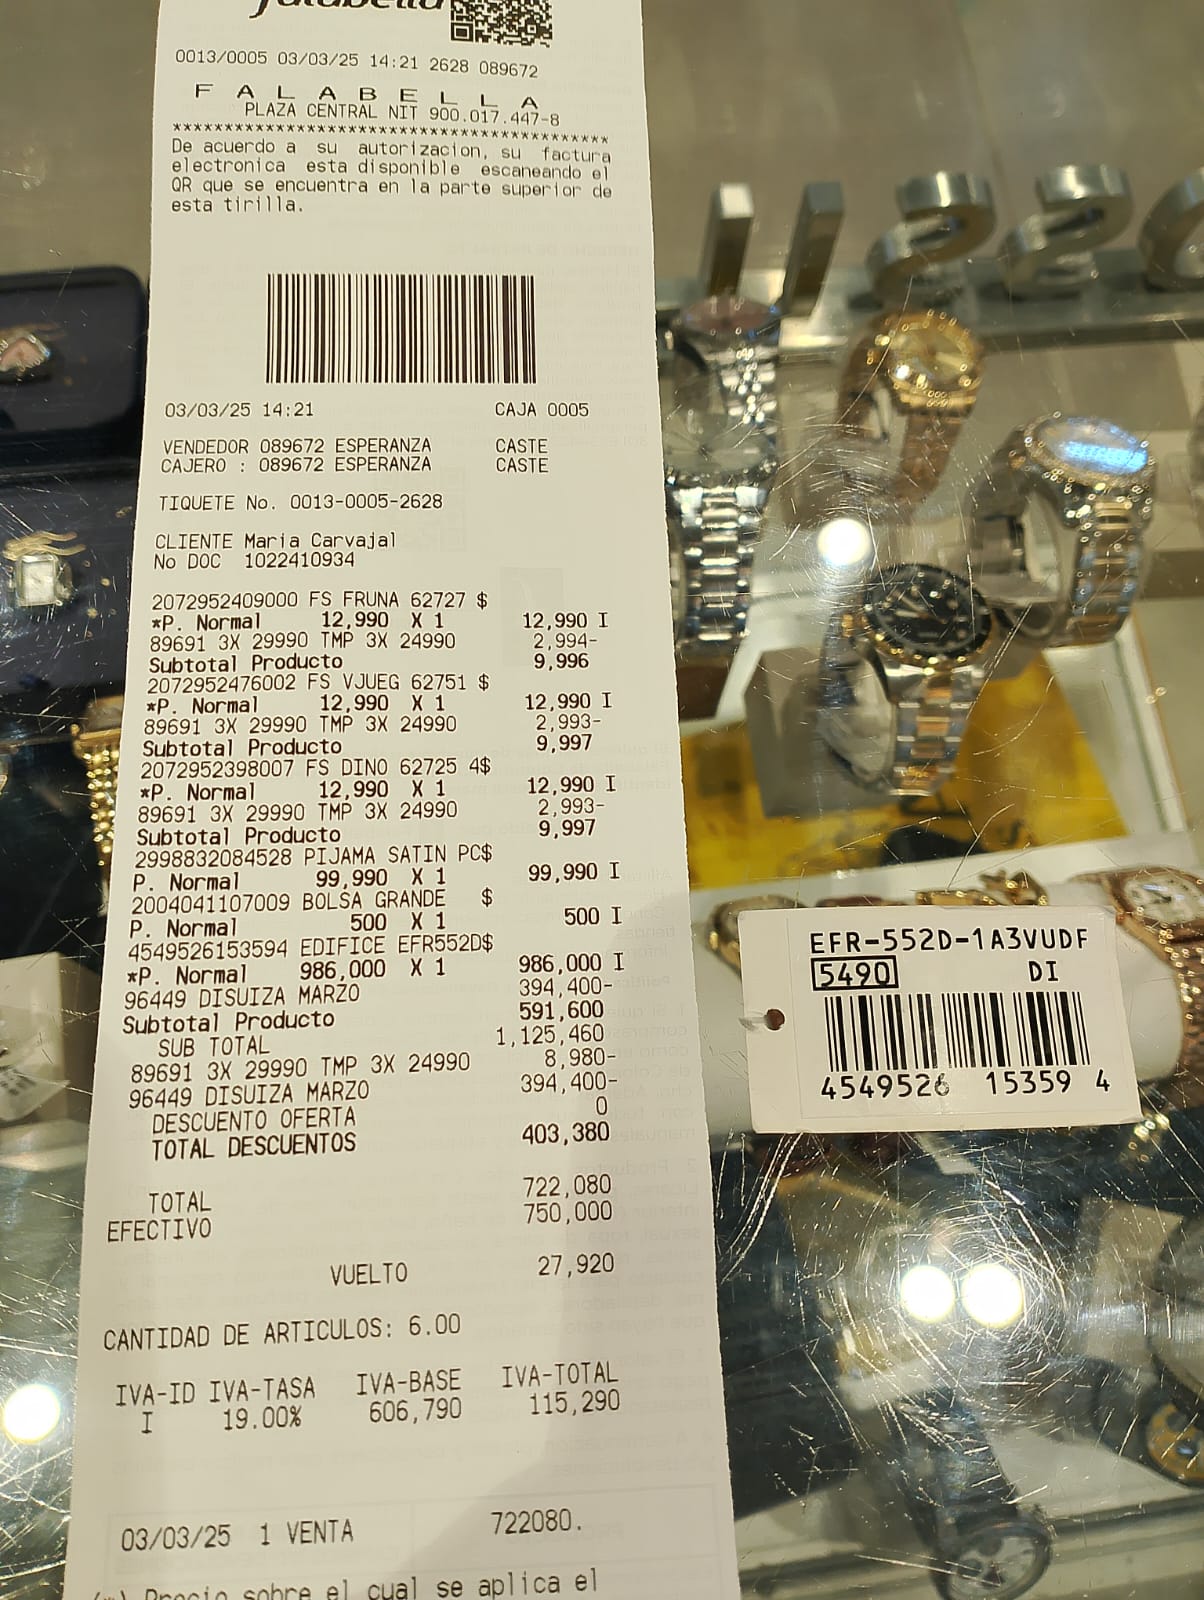 falabella
0013/0005 03/03/25 14:21 2628 089672
F A L A B E L L A
PLAZA CENTRAL NIT 900.017.447-8
******************************************
De acuerdo a su autorizacion, su factura
electronica esta disponible escaneando el
QR que se encuentra en la parte superior de
esta tirilla.
03/03/25 14:21 CAJA 0005
VENDEDOR 089672 ESPERANZA CASTE
CAJERO : 089672 ESPERANZA CASTE
TIQUETE No. 0013-0005-2628
CLIENTE Maria Carvajal
No DOC 1022410934
2072952409000 FS FRUNA 62727 $
*P. Normal 12,990 X 1 12,990 I
89691 3X 29990 TMP 3X 24990 2,994-
Subtotal Producto 9,996
2072952476002 FS VJUEG 62751 $
*P. Normal 12,990 X 1 12,990 I
89691 3X 29990 TMP 3X 24990 2,993-
Subtotal Producto 9,997
2072952398007 FS DINO 62725 4$
*P. Normal 12,990 X 1 12,990 I
89691 3X 29990 TMP 3X 24990 2,993-
Subtotal Producto 9,997
2998832084528 PIJAMA SATIN PC$
P. Normal 99,990 X 1 99,990 I
2004041107009 BOLSA GRANDE $
P. Normal 500 X 1 500 I
4549526153594 EDIFICE EFR552D$
*P. Normal 986,000 X 1 986,000 I
96449 DISUIZA MARZO 394,400-
Subtotal Producto 591,600
SUB TOTAL 1,125,460
89691 3X 29990 TMP 3X 24990 8,980-
96449 DISUIZA MARZO 394,400-
DESCUENTO OFERTA 0
TOTAL DESCUENTOS 403,380
TOTAL 722,080
EFECTIVO 750,000
VUELTO 27,920
CANTIDAD DE ARTICULOS: 6.00
IVA-ID IVA-TASA IVA-BASE IVA-TOTAL
I 19.00% 606,790 115,290
03/03/25 1 VENTA 722080.
(*) Precio sobre el cual se aplica el
EFR-552D-1A3VUDF
5490 DI
4549526 15359 4